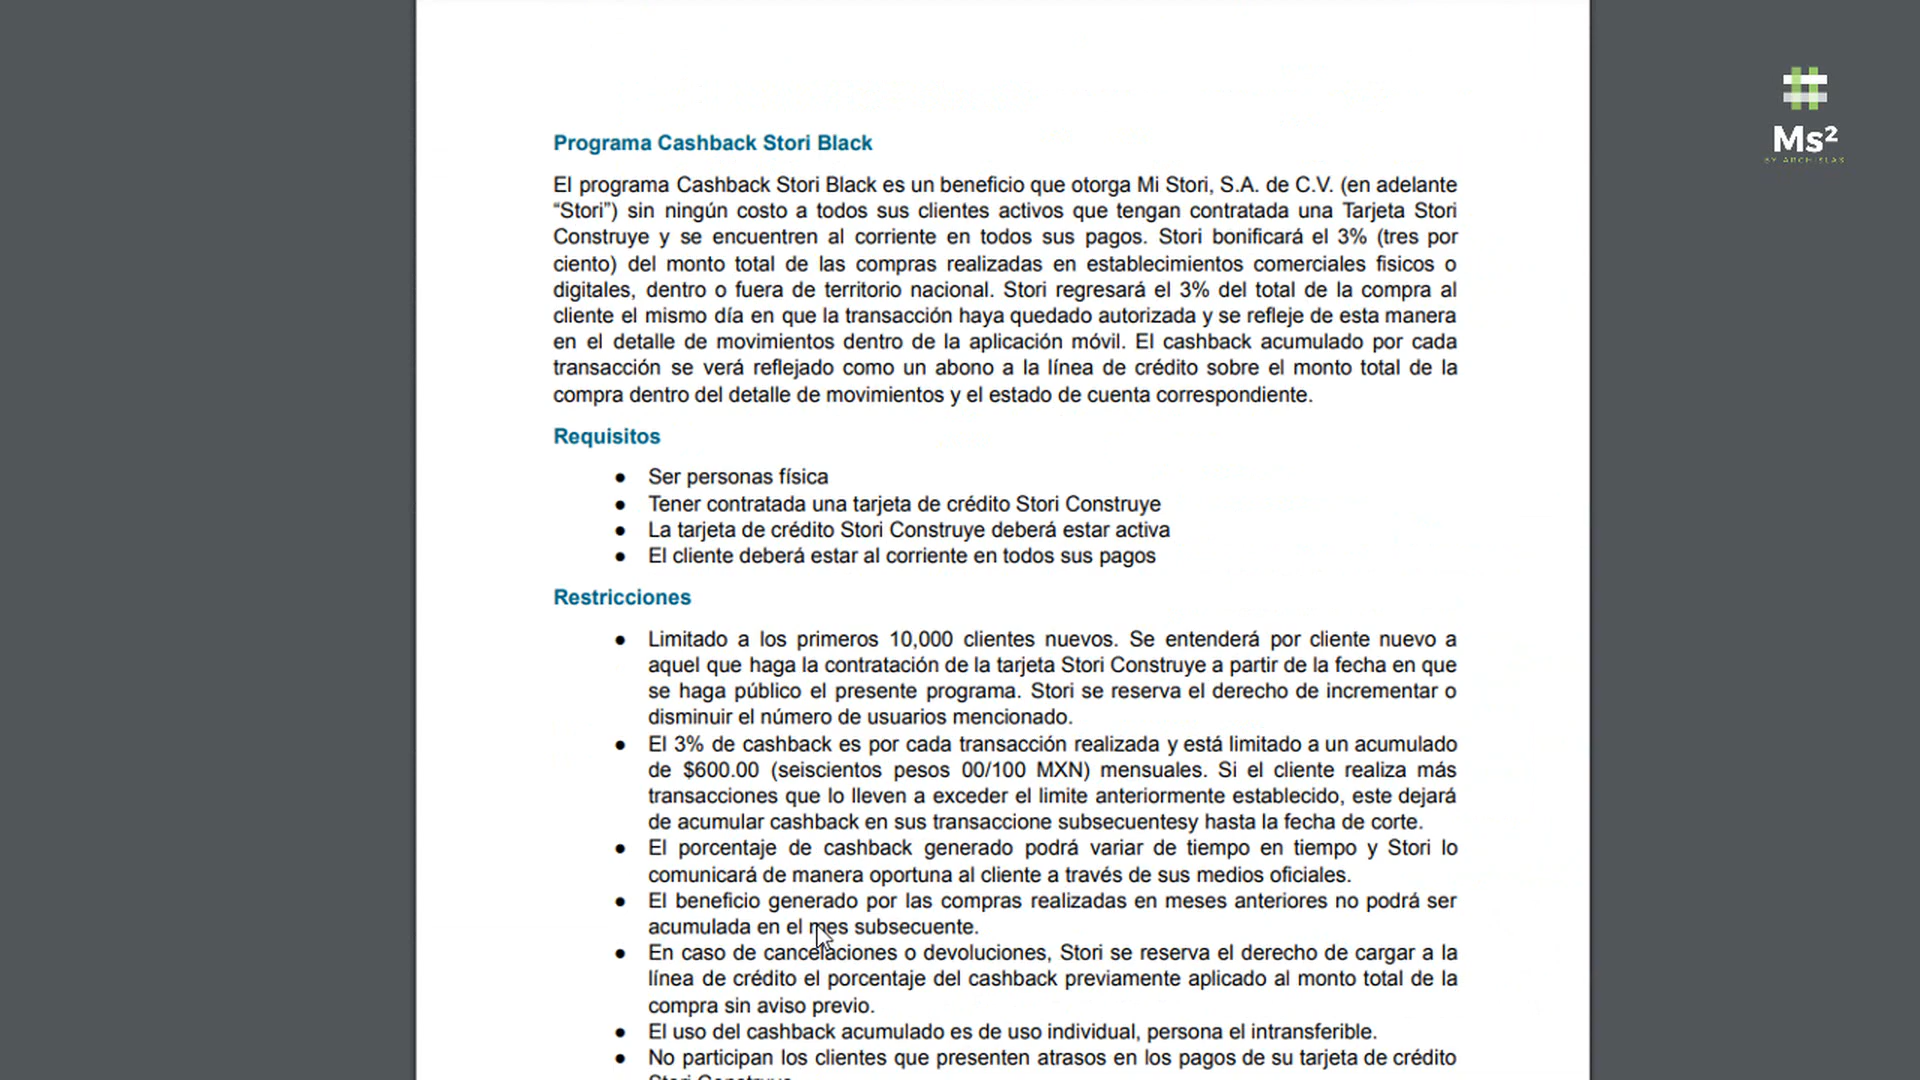 Programa Cashback Stori Black
El programa Cashback Stori Black es un beneficio que otorga Mi Stori, S.A. de C.V. (en adelante
“Stori”) sin ningún costo a todos sus clientes activos que tengan contratada una Tarjeta Stori
Construye y se encuentren al corriente en todos sus pagos. Stori bonificará el 3% (tres por
ciento) del monto total de las compras realizadas en establecimientos comerciales fisicos o
digitales, dentro o fuera de territorio nacional. Stori regresará el 3% del total de la compra al
cliente el mismo día en que la transacción haya quedado autorizada y se refleje de esta manera
en el detalle de movimientos dentro de la aplicación móvil. El cashback acumulado por cada
transacción se verá reflejado como un abono a la línea de crédito sobre el monto total de la
compra dentro del detalle de movimientos y el estado de cuenta correspondiente.
Requisitos
● Ser personas física
● Tener contratada una tarjeta de crédito Stori Construye
● La tarjeta de crédito Stori Construye deberá estar activa
● El cliente deberá estar al corriente en todos sus pagos
Restricciones
● Limitado a los primeros 10,000 clientes nuevos. Se entenderá por cliente nuevo a
aquel que haga la contratación de la tarjeta Stori Construye a partir de la fecha en que
se haga público el presente programa. Stori se reserva el derecho de incrementar o
disminuir el número de usuarios mencionado.
● El 3% de cashback es por cada transacción realizada y está limitado a un acumulado
de $600.00 (seiscientos pesos 00/100 MXN) mensuales. Si el cliente realiza más
transacciones que lo lleven a exceder el limite anteriormente establecido, este dejará
de acumular cashback en sus transaccione subsecuentesy hasta la fecha de corte.
● El porcentaje de cashback generado podrá variar de tiempo en tiempo y Stori lo
comunicará de manera oportuna al cliente a través de sus medios oficiales.
● El beneficio generado por las compras realizadas en meses anteriores no podrá ser
acumulada en el mes subsecuente.
● En caso de cancelaciones o devoluciones, Stori se reserva el derecho de cargar a la
línea de crédito el porcentaje del cashback previamente aplicado al monto total de la
compra sin aviso previo.
● El uso del cashback acumulado es de uso individual, persona el intransferible.
● No participan los clientes que presenten atrasos en los pagos de su tarjeta de crédito
Stori Construye
Ms²
BY ARCHISLAS